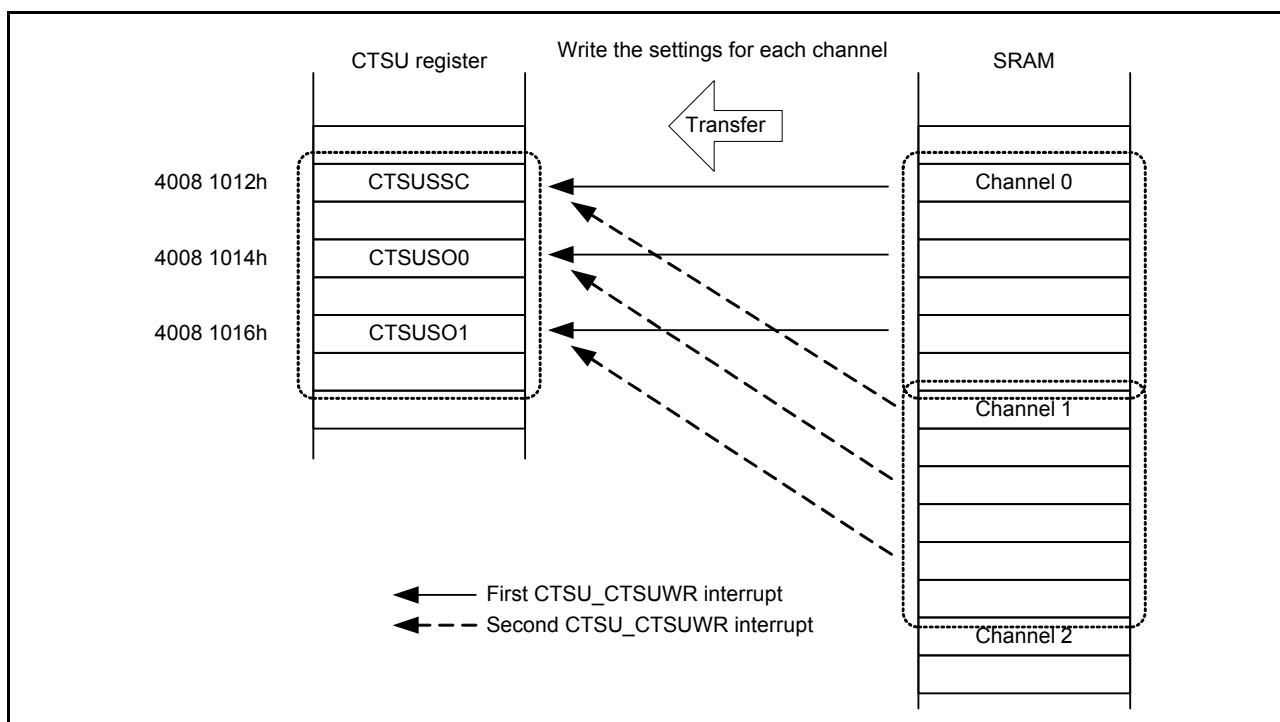 Write the settings for each channel
CTSU register
SRAM
Transfer
4008 1012h
CTSUSSC
Channel 0
4008 1014h
CTSUSO0
4008 1016h
CTSUSO1
Channel 1
First CTSU_CTSUWR interrupt
Second CTSU_CTSUWR interrupt
Channel 2